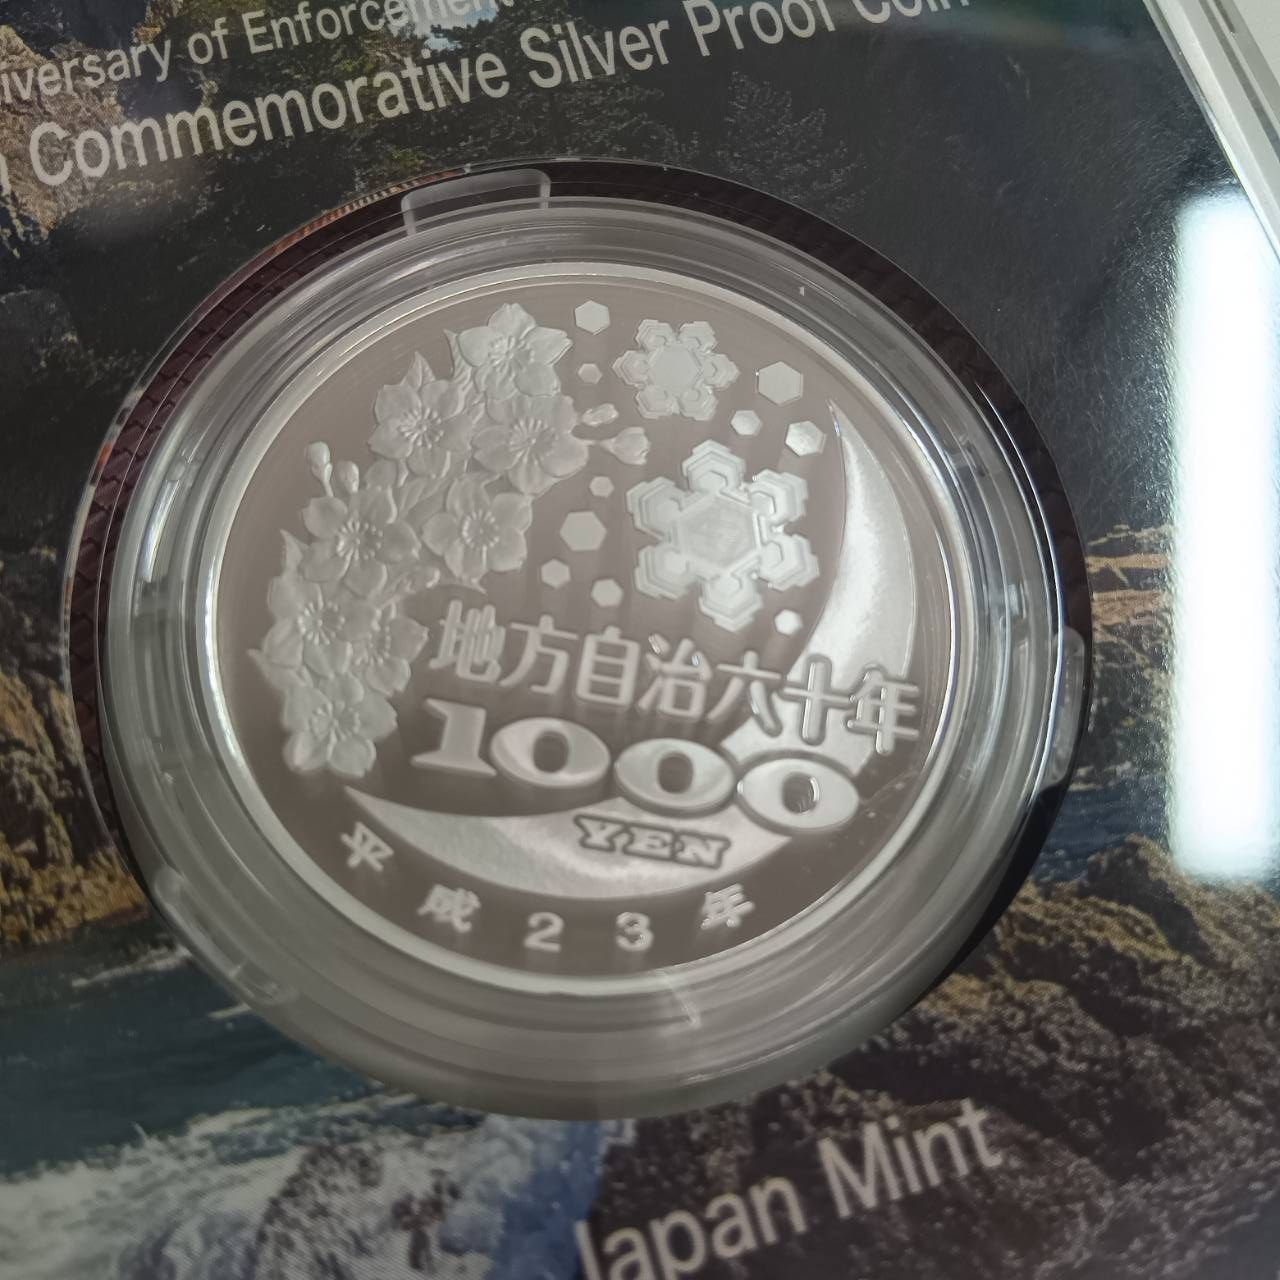 iversary of Enforcement
Commemorative Silver Proof Coin
地方自治六十年
1000
YEN
平成23年
Japan Mint